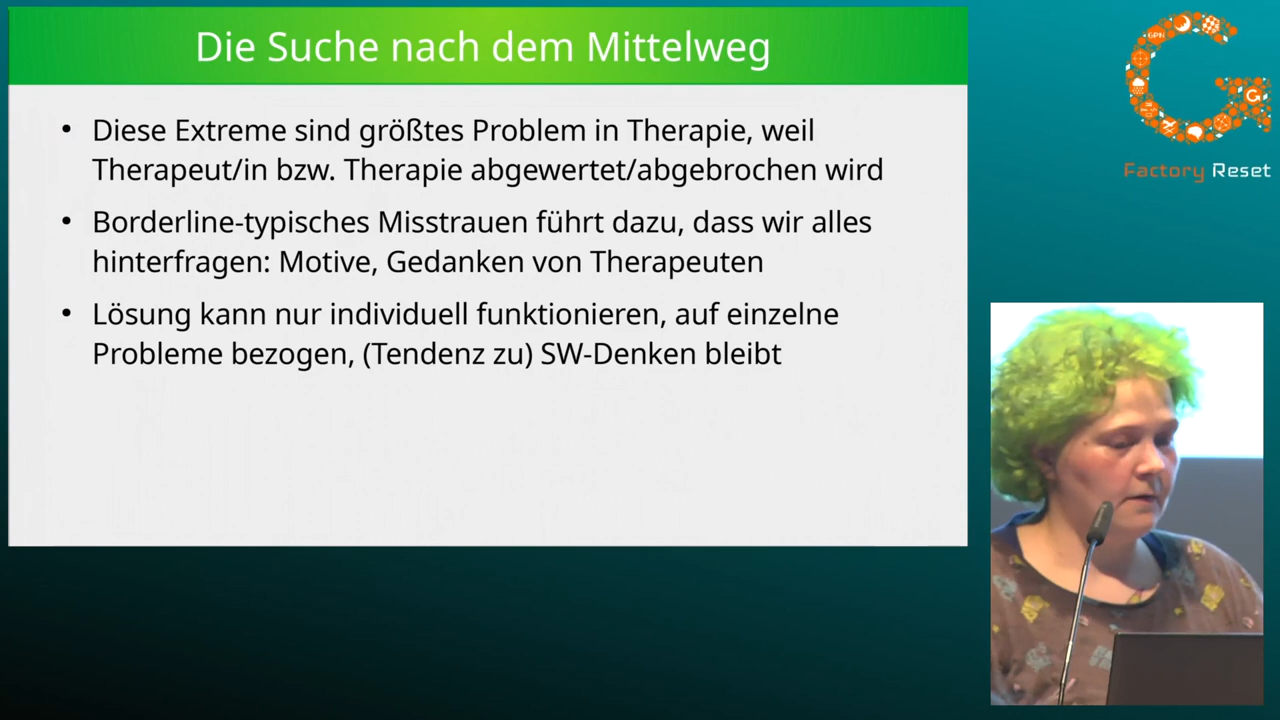 Die Suche nach dem Mittelweg
• Diese Extreme sind größtes Problem in Therapie, weil
Therapeut/in bzw. Therapie abgewertet/abgebrochen wird
• Borderline-typisches Misstrauen führt dazu, dass wir alles
hinterfragen: Motive, Gedanken von Therapeuten
• Lösung kann nur individuell funktionieren, auf einzelne
Probleme bezogen, (Tendenz zu) SW-Denken bleibt
GPN
G
Factory Reset